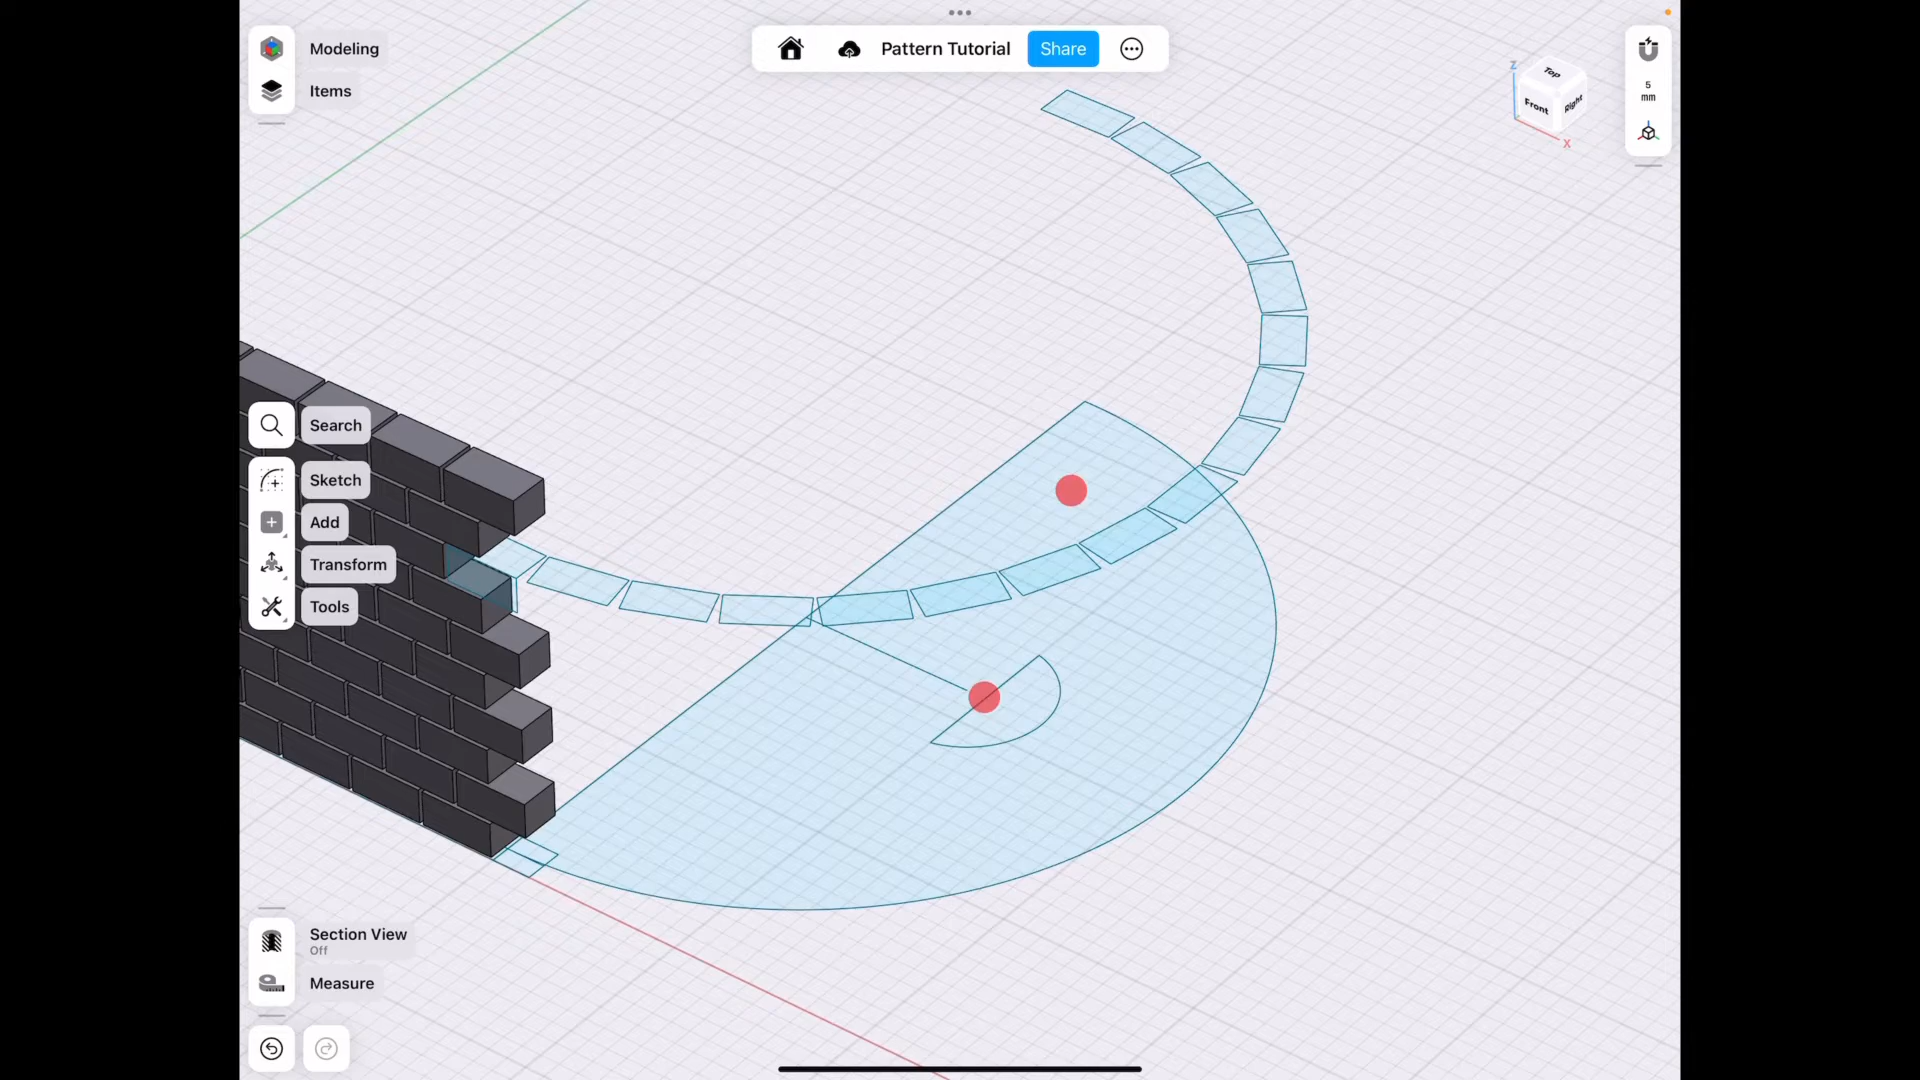 Modeling
Items
Pattern Tutorial
Share
5
mm
Z
Top
Front
Right
X
Search
Sketch
Add
Transform
Tools
Section View
Off
Measure